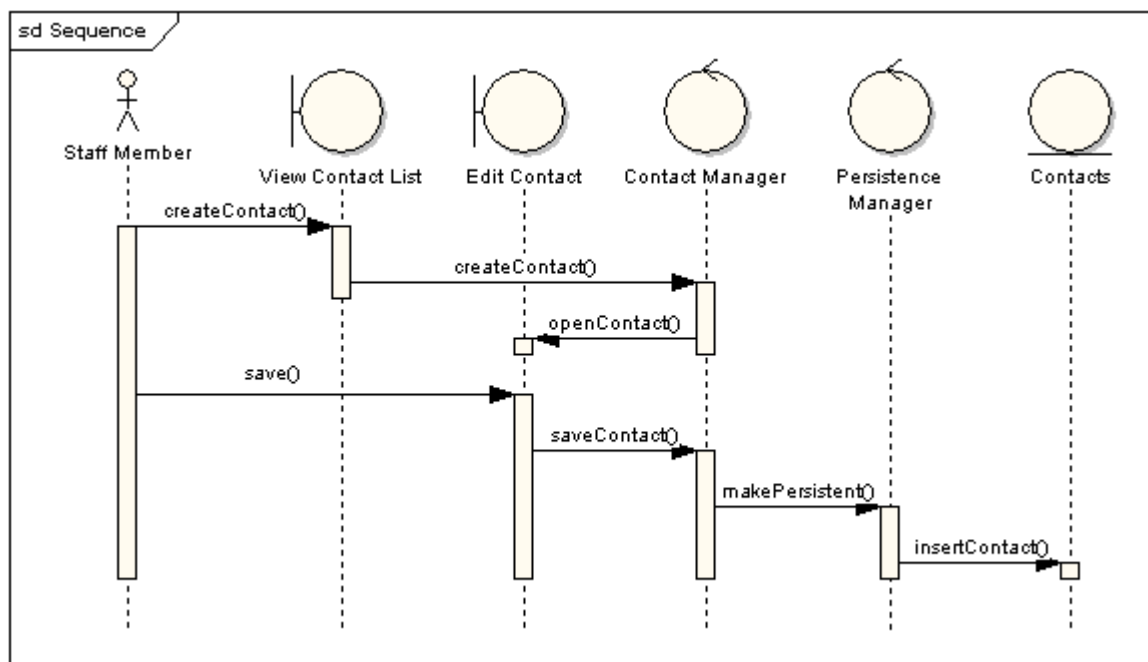 sd Sequence
Staff Member
View Contact List
Edit Contact
Contact Manager
Persistence
Manager
Contacts
createContact()
createContact()
openContact()
save()
saveContact()
makePersistent()
insertContact()